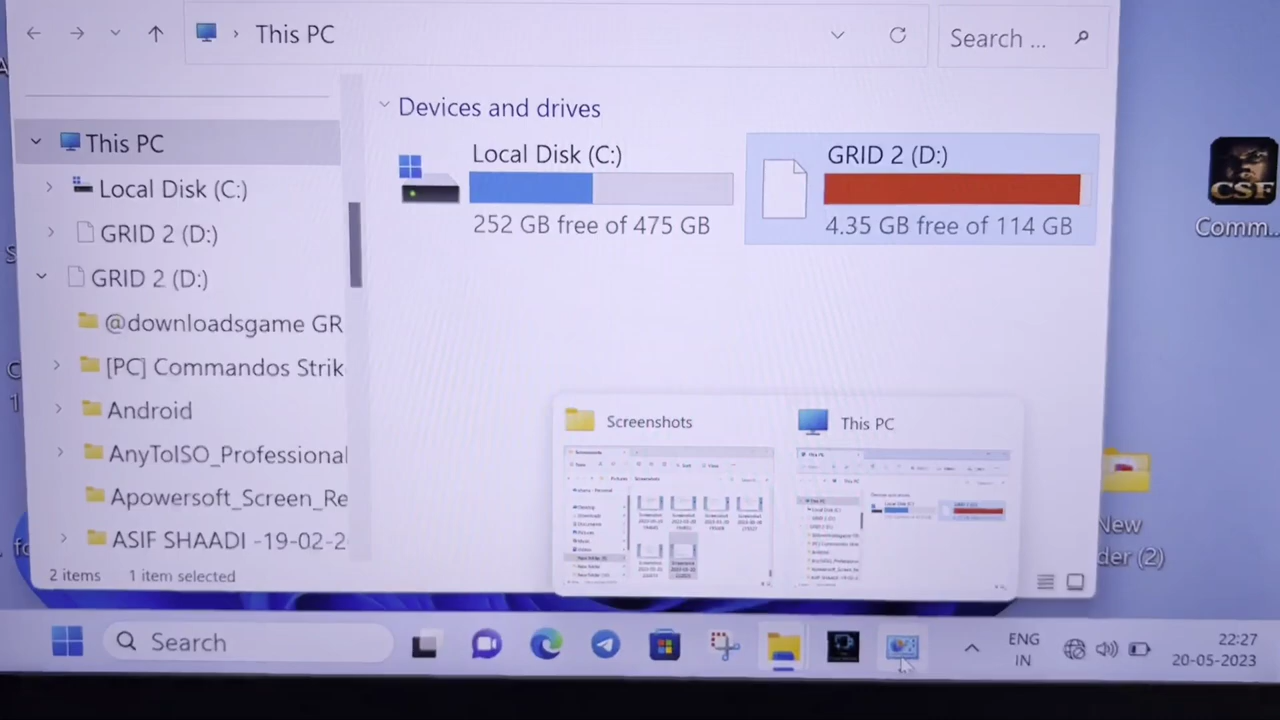 This PC
Search ...
Devices and drives
This PC
Local Disk (C:)
252 GB free of 475 GB
GRID 2 (D:)
4.35 GB free of 114 GB
Local Disk (C:)
GRID 2 (D:)
GRID 2 (D:)
@downloadsgame GR
[PC] Commandos Strik
Android
AnyToISO_Professional
Apowersoft_Screen_Re
ASIF SHAADI -19-02-2
2 items 1 item selected
Screenshots
This PC
CSF
Comm...
New
der (2)
Search
ENG
IN
22:27
20-05-2023